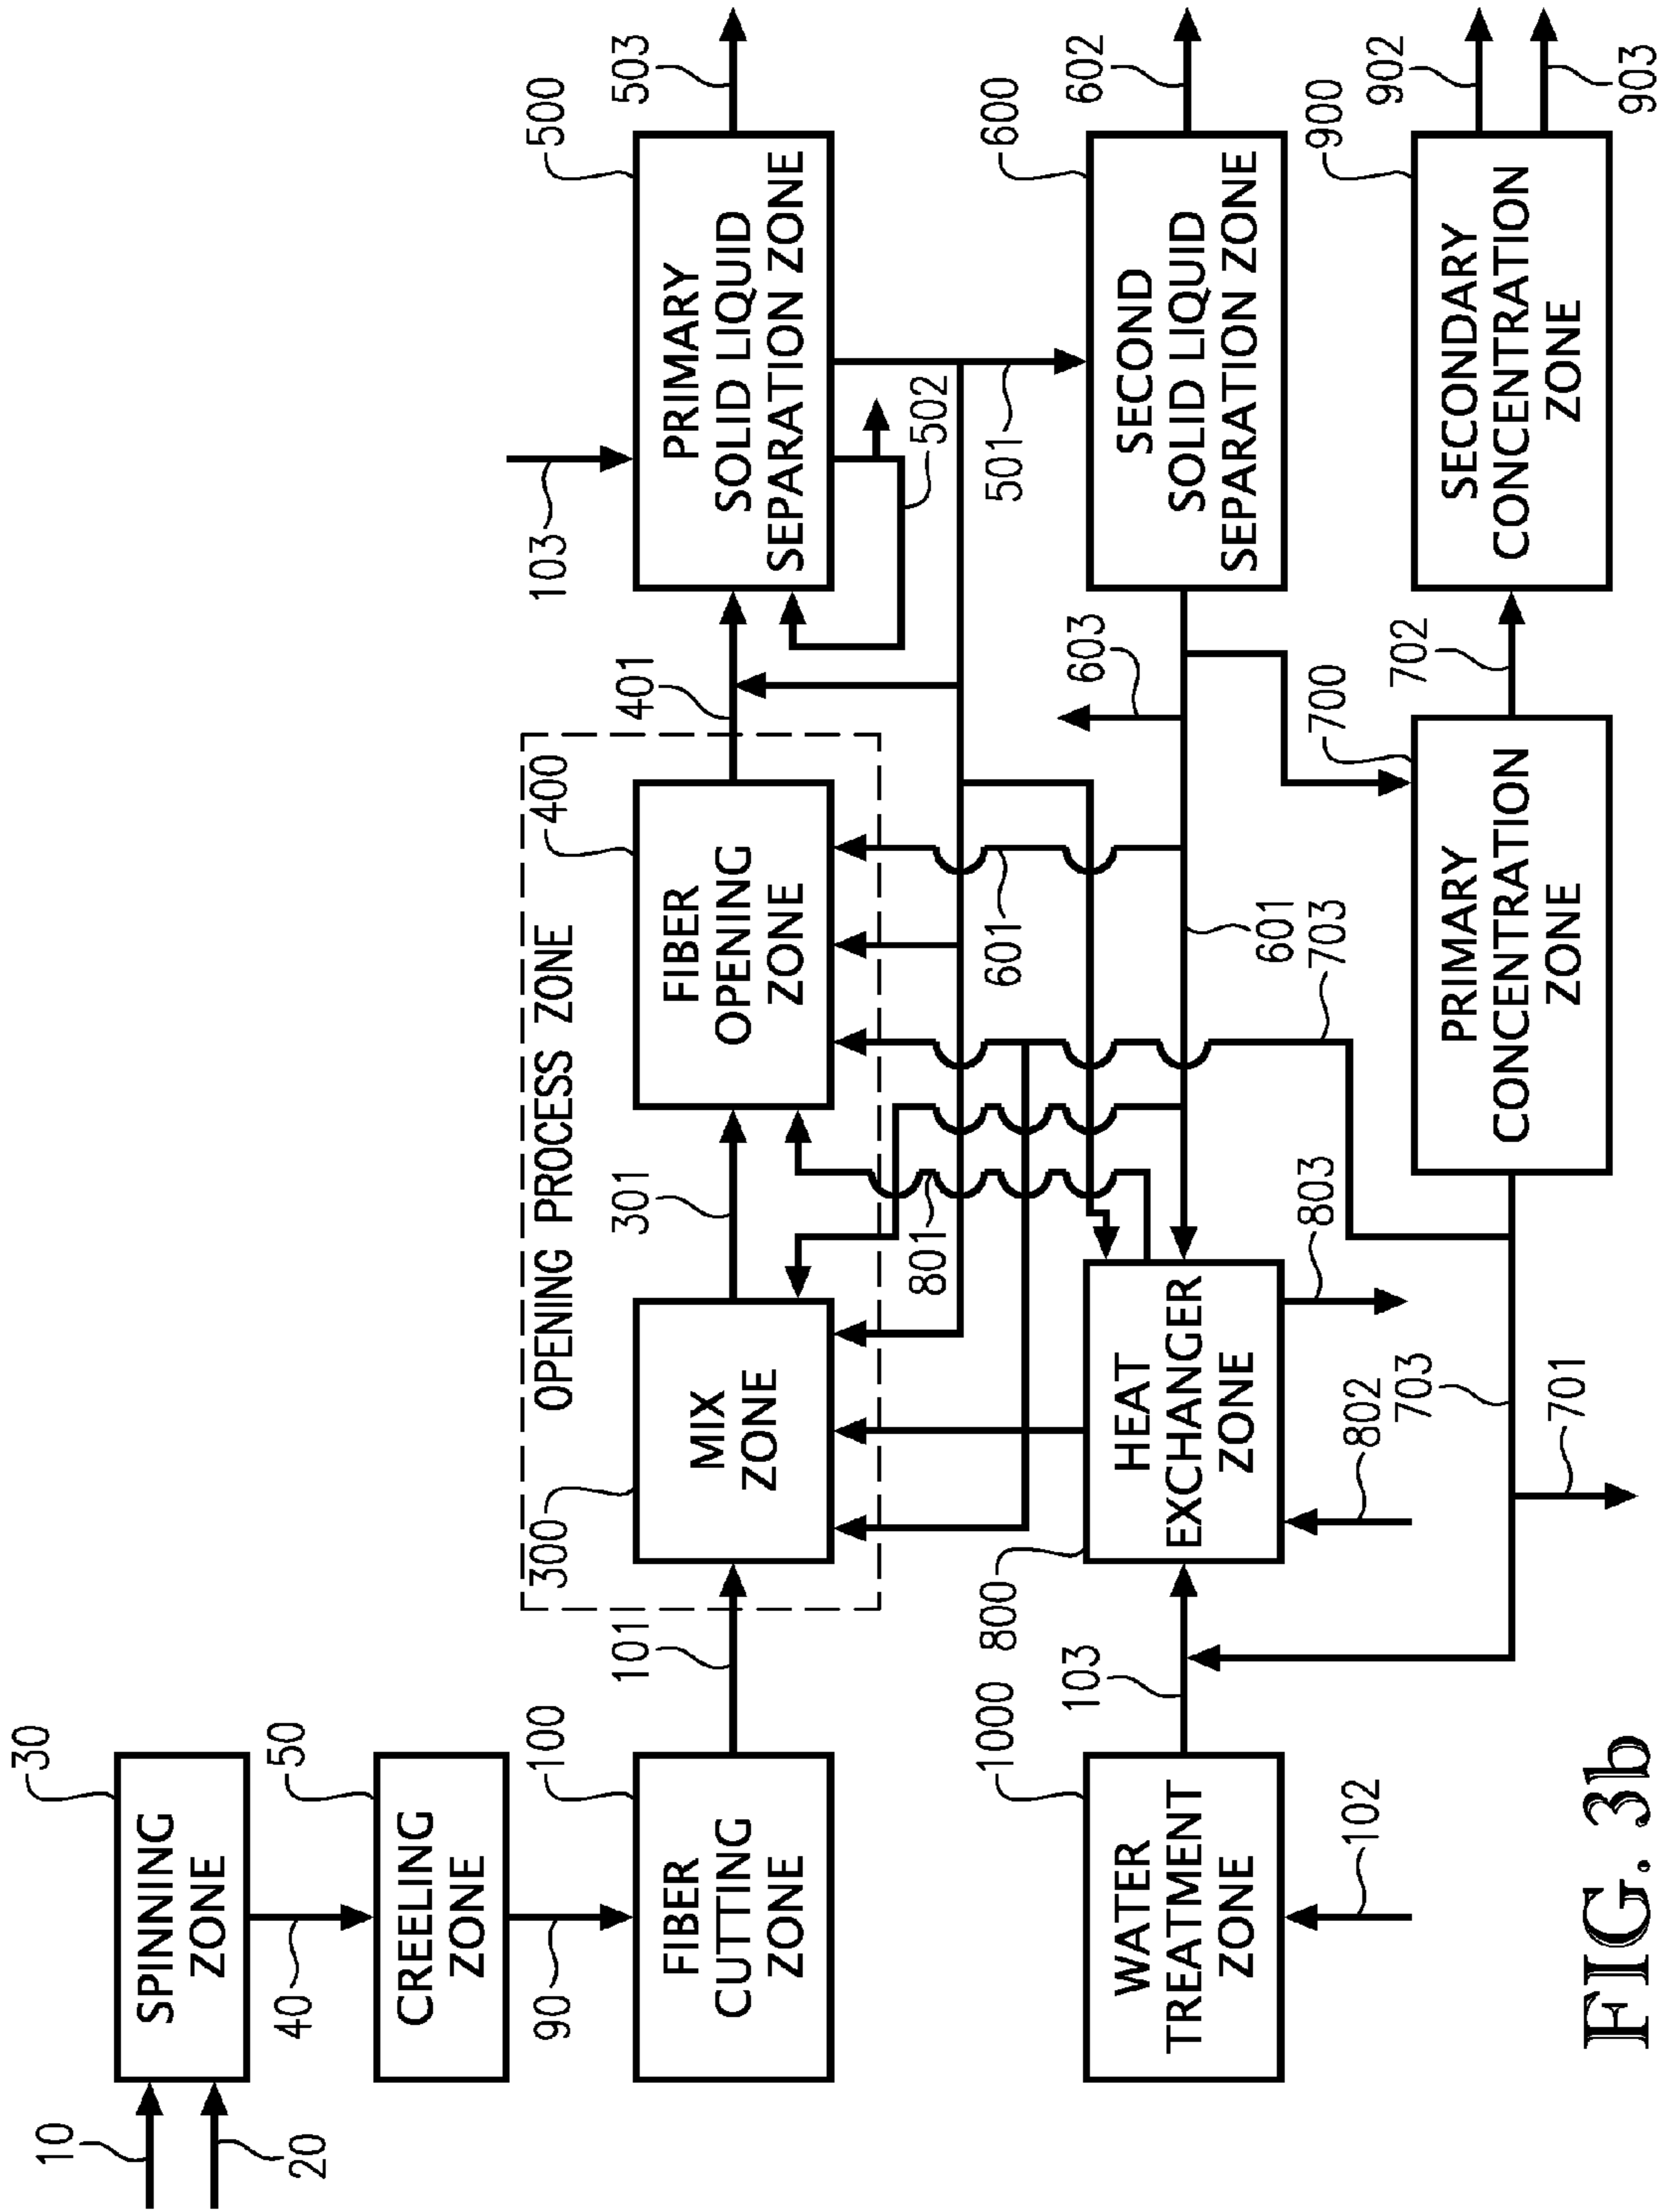 10
20
30
SPINNING
ZONE
40
50
CREELING
ZONE
90
100
FIBER
CUTTING
ZONE
101
OPENING PROCESS ZONE
300
MIX
ZONE
301
400
FIBER
OPENING
ZONE
401
103
500
PRIMARY
SOLID LIQUID
SEPARATION ZONE
503
502
501
801
601
603
600
SECOND
SOLID LIQUID
SEPARATION ZONE
602
1000
WATER
TREATMENT
ZONE
102
103
800
HEAT
EXCHANGER
ZONE
802
803
601
703
703
701
700
PRIMARY
CONCENTRATION
ZONE
702
900
SECONDARY
CONCENTRATION
ZONE
902
903
FIG. 3b